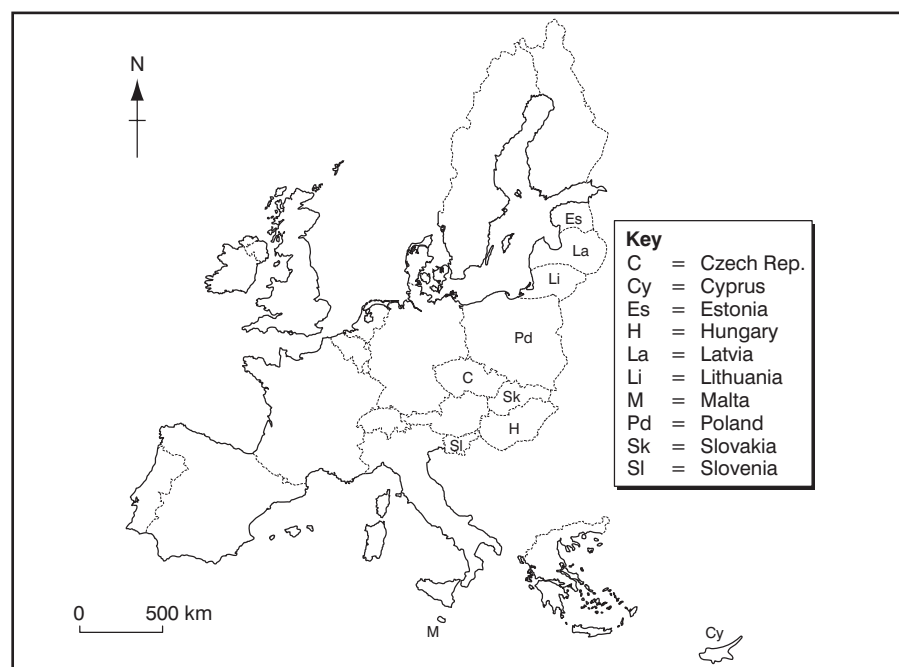 N
Es
La
Li
Pd
C
Sk
H
Sl
M
Cy
0 500 km
Key
C = Czech Rep.
Cy = Cyprus
Es = Estonia
H = Hungary
La = Latvia
Li = Lithuania
M = Malta
Pd = Poland
Sk = Slovakia
Sl = Slovenia